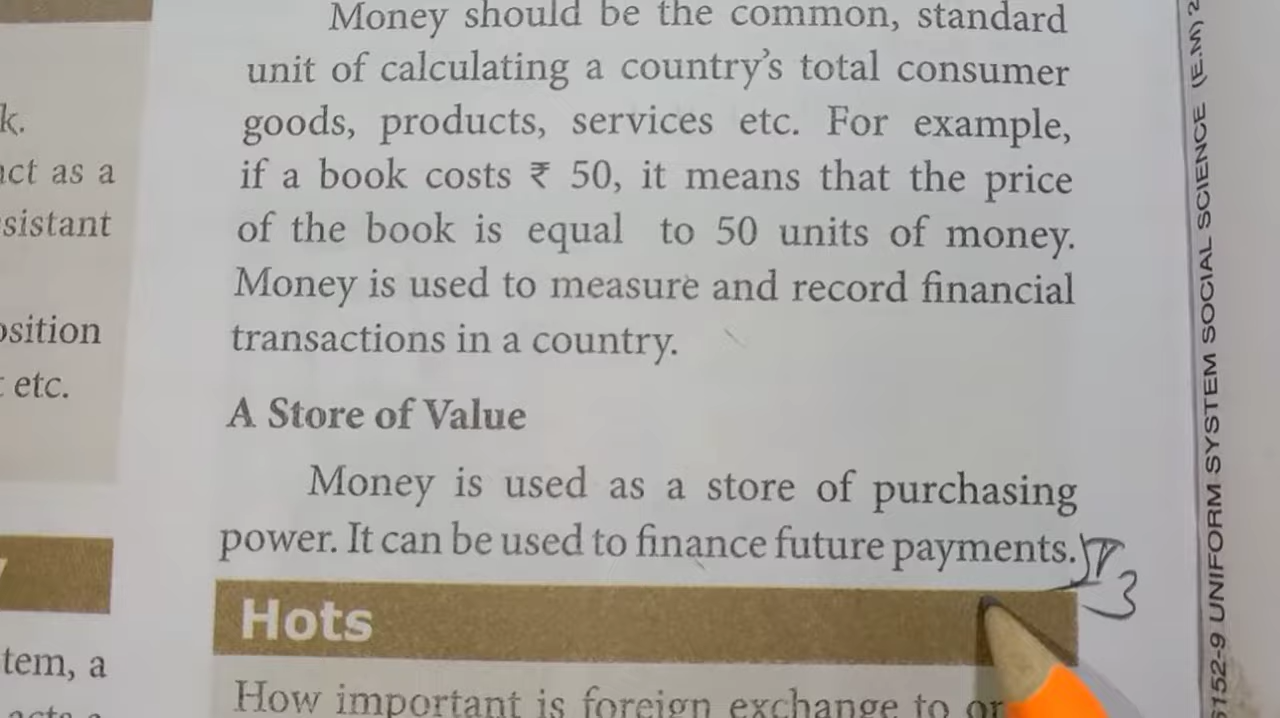 k.
act as a
sistant
osition
etc.
tem, a
Money should be the common, standard
unit of calculating a country's total consumer
goods, products, services etc. For example,
if a book costs ₹ 50, it means that the price
of the book is equal to 50 units of money.
Money is used to measure and record financial
transactions in a country.
A Store of Value
Money is used as a store of purchasing
power. It can be used to finance future payments.
3
Hots
How important is foreign exchange to
6152-9 UNIFORM SYSTEM SOCIAL SCIENCE (E.M) 2